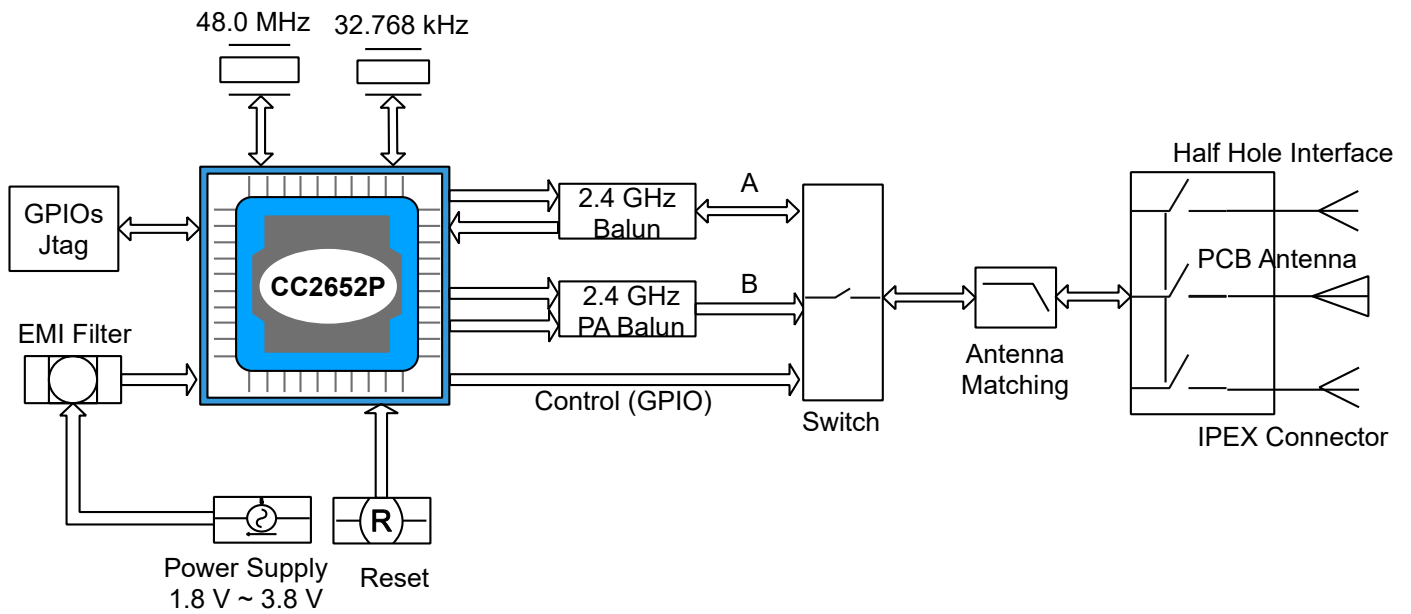 48.0 MHz
32.768 kHz
Half Hole Interface
A
2.4 GHz
Balun
GPIOs
Jtag
PCB Antenna
CC2652P
B
2.4 GHz
PA Balun
EMI Filter
Antenna
Matching
Control (GPIO)
Switch
IPEX Connector
R
Power Supply
1.8 V ~ 3.8 V
Reset